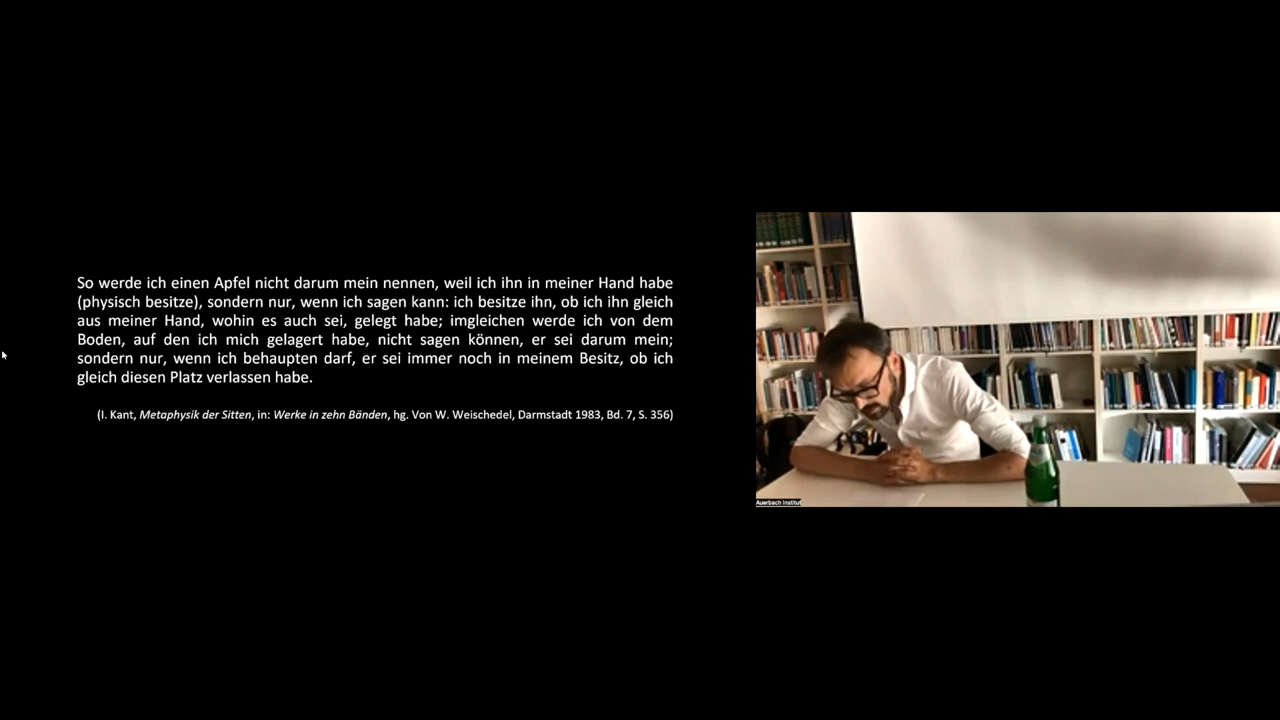 So werde ich einen Apfel nicht darum mein nennen, weil ich ihn in meiner Hand habe
(physisch besitze), sondern nur, wenn ich sagen kann: ich besitze ihn, ob ich ihn gleich
aus meiner Hand, wohin es auch sei, gelegt habe; imgleichen werde ich von dem
Boden, auf den ich mich gelagert habe, nicht sagen können, er sei darum mein;
sondern nur, wenn ich behaupten darf, er sei immer noch in meinem Besitz, ob ich
gleich diesen Platz verlassen habe.
(I. Kant, Metaphysik der Sitten, in: Werke in zehn Bänden, hg. Von W. Weischedel, Darmstadt 1983, Bd. 7, S. 356)
Auerbach Institut